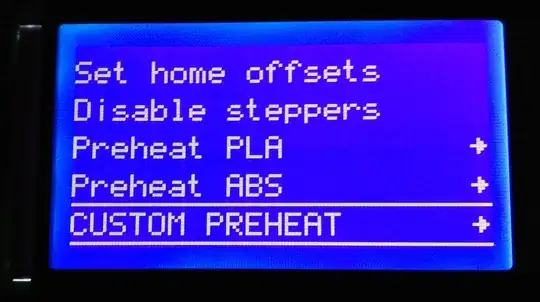 Set home offsets
Disable steppers
Preheat PLA →
Preheat ABS →
CUSTOM PREHEAT →